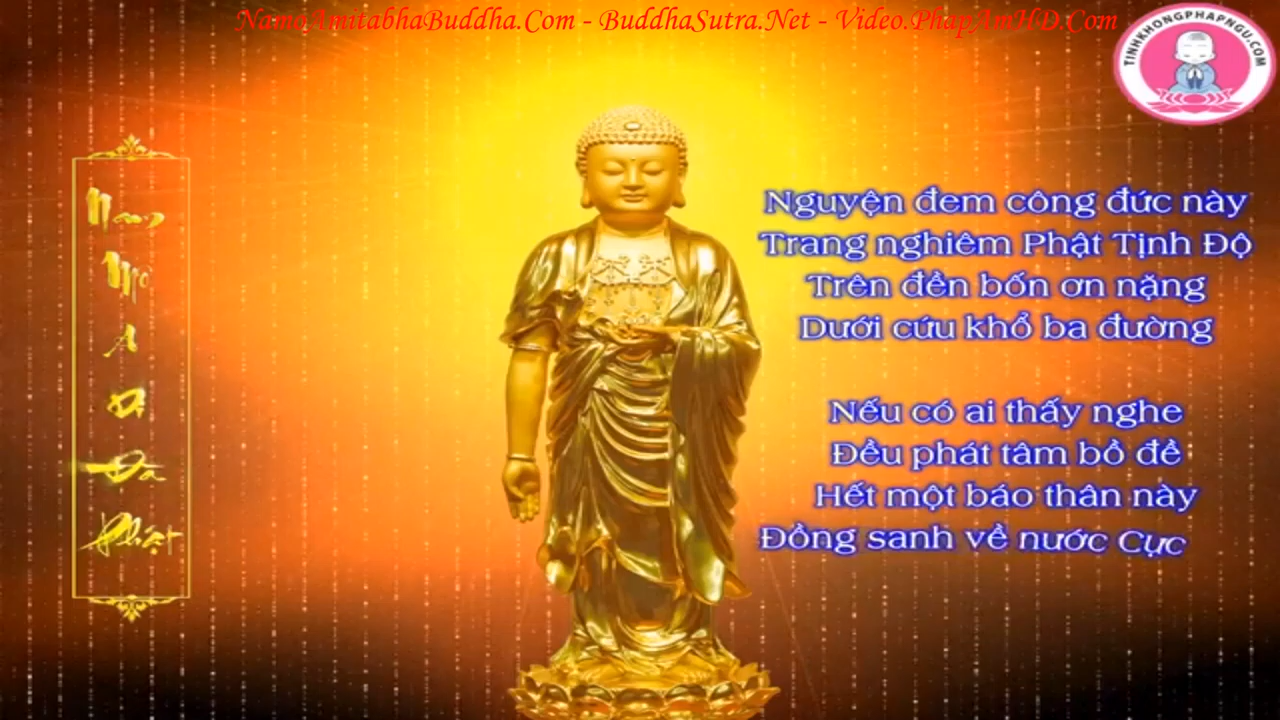 NamoAmitabhaBuddha.Com - BuddhaSutra.Net - Video.PhapAmHD.Com
TINHKHONGPHAPNGU.COM
Nam
Mô
A
Di
Đà
Phật
Nguyện đem công đức này
Trang nghiêm Phật Tịnh Độ
Trên đền bốn ơn nặng
Dưới cứu khổ ba đường
Nếu có ai thấy nghe
Đều phát tâm bồ đề
Hết một báo thân này
Đồng sanh về nước Cực